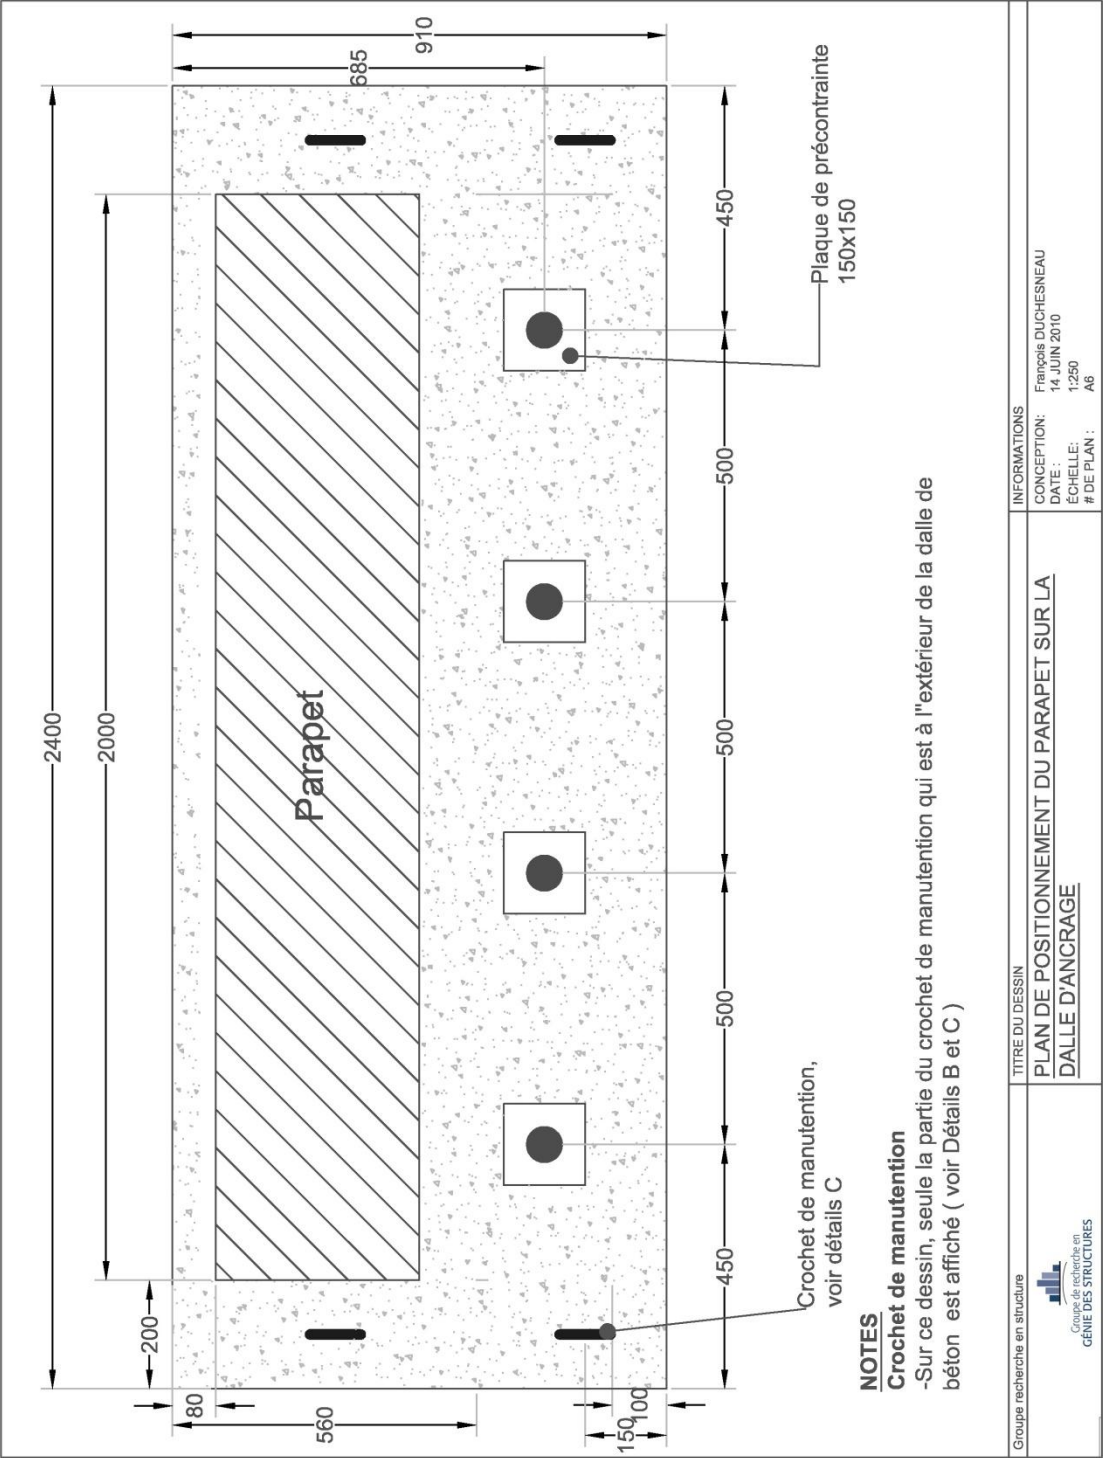 2400
2000
200
80
560
150
100
910
685
Parapet
450
500
500
500
450
Plaque de précontrainte
150x150
Crochet de manutention,
voir détails C
NOTES
Crochet de manutention
-Sur ce dessin, seule la partie du crochet de manutention qui est à l"extérieur de la dalle de
béton est affiché ( voir Détails B et C )
Groupe recherche en structure
Groupe de recherche en
GÉNIE DES STRUCTURES
TITRE DU DESSIN
PLAN DE POSITIONNEMENT DU PARAPET SUR LA
DALLE D'ANCRAGE
INFORMATIONS
CONCEPTION: François DUCHESNEAU
DATE : 14 JUIN 2010
ÉCHELLE: 1:250
# DE PLAN : A6